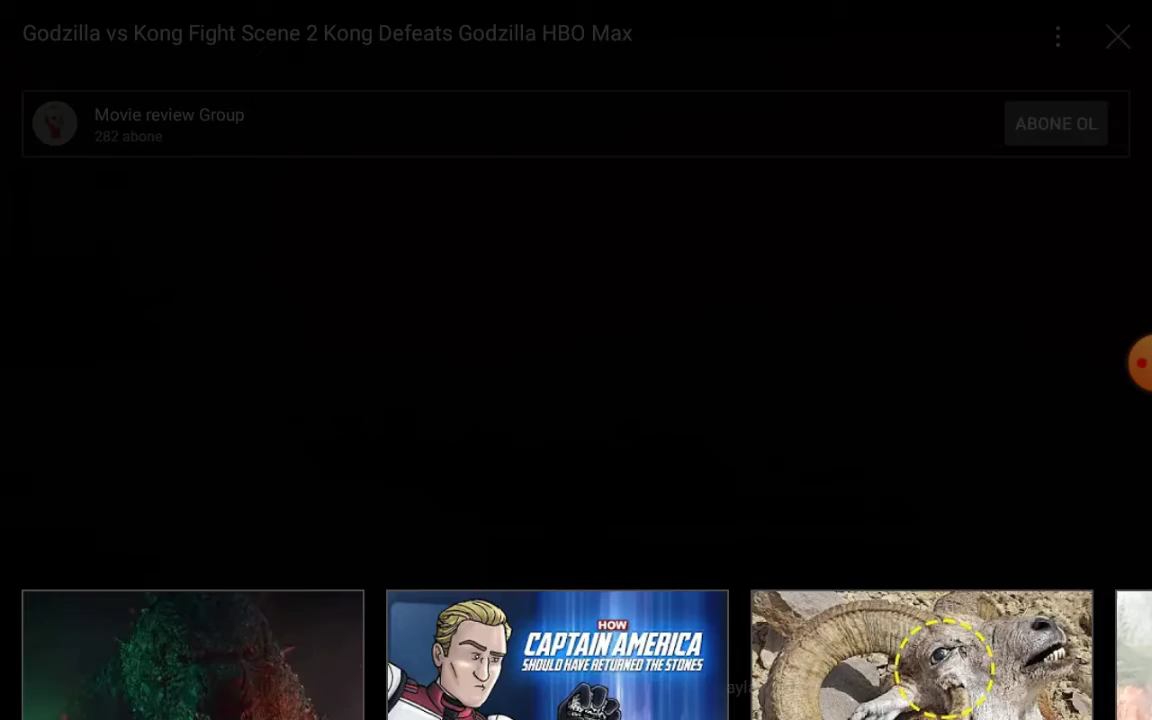 Godzilla vs Kong Fight Scene 2 Kong Defeats Godzilla HBO Max
Movie review Group
282 abone
ABONE OL
HOW
CAPTAIN AMERICA
SHOULD HAVE RETURNED THE STONES